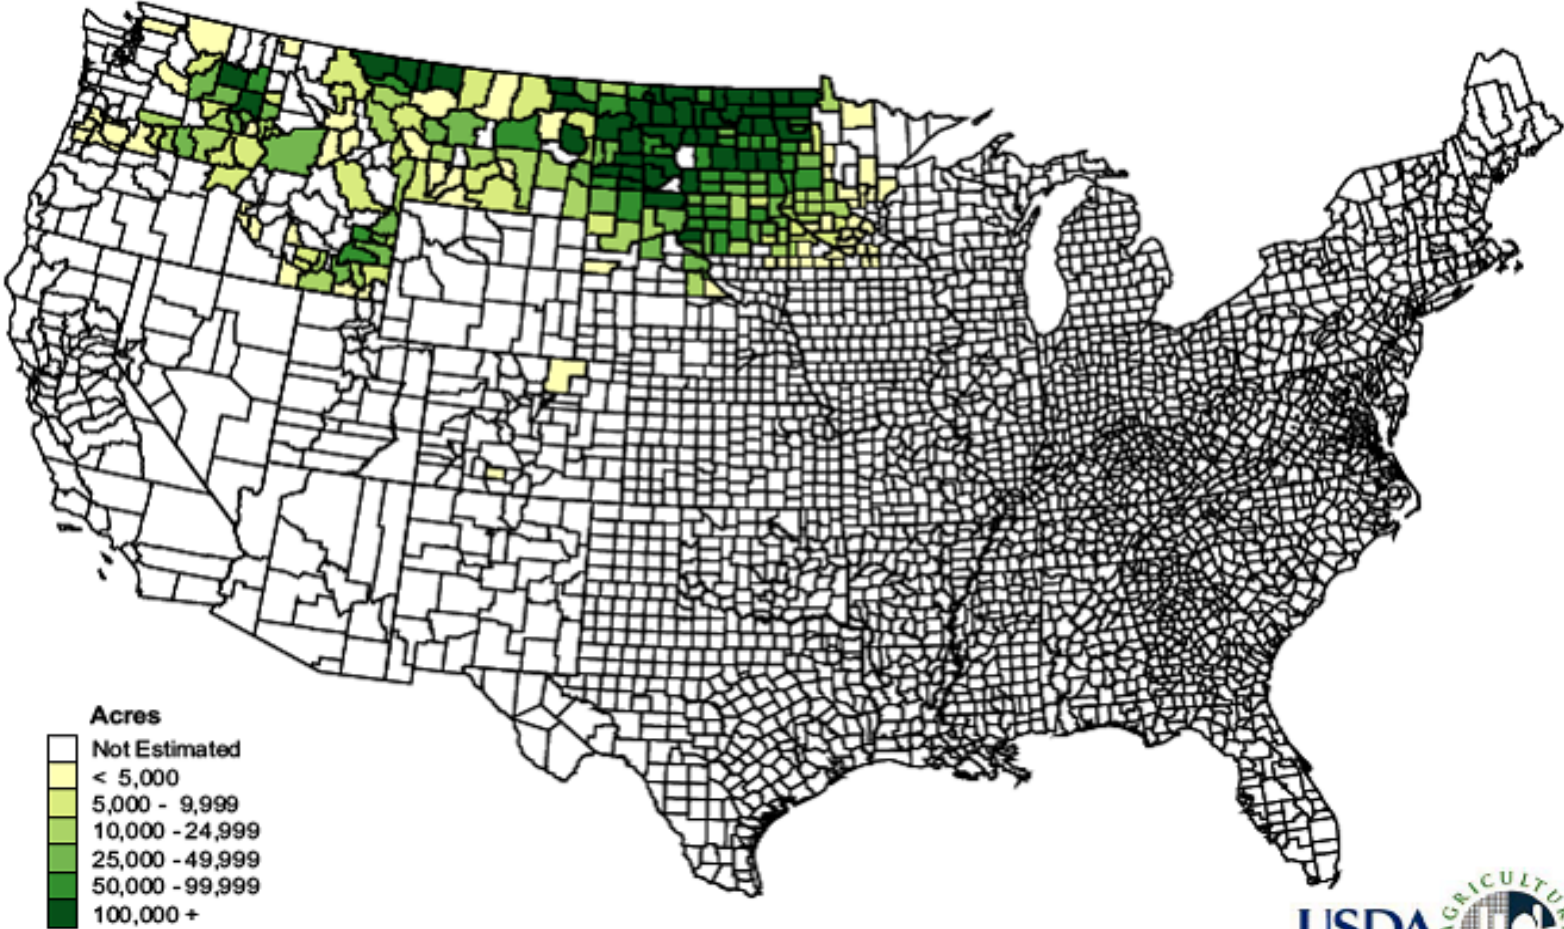 Acres
Not Estimated
< 5,000
5,000 - 9,999
10,000 - 24,999
25,000 - 49,999
50,000 - 99,999
100,000 +
USDA
AGRICULTU